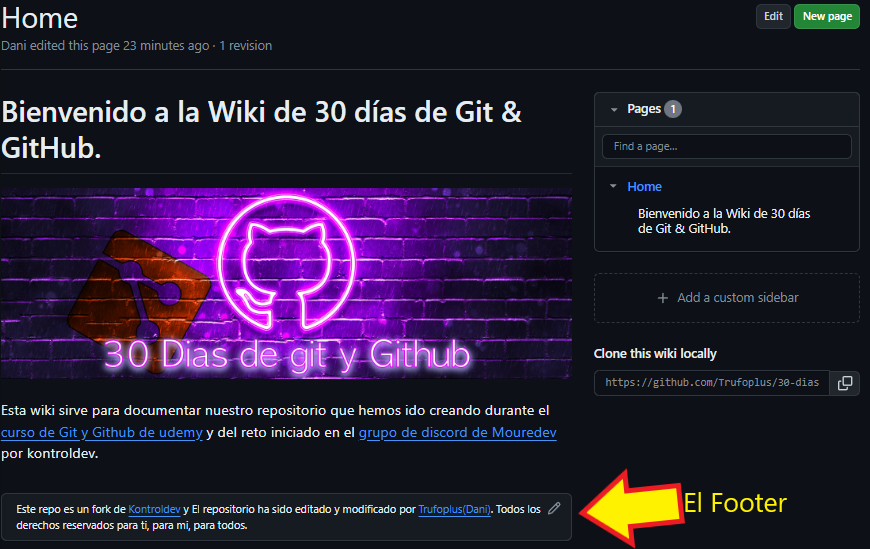 Home
Edit
New page
Dani edited this page 23 minutes ago · 1 revision
Bienvenido a la Wiki de 30 días de Git &
GitHub.
30 Dias de git y Github
Esta wiki sirve para documentar nuestro repositorio que hemos ido creando durante el
curso de Git y Github de udemy y del reto iniciado en el grupo de discord de Mouredev
por kontroldev.
Este repo es un fork de Kontroldev y El repositorio ha sido editado y modificado por Trufoplus(Dani). Todos los
derechos reservados para ti, para mi, para todos.
Pages 1
Find a page...
Home
Bienvenido a la Wiki de 30 días
de Git & GitHub.
+ Add a custom sidebar
Clone this wiki locally
https://github.com/Trufoplus/30-dias
El Footer